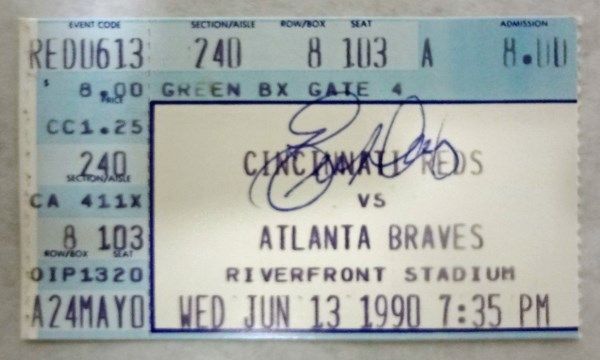 EVENT CODE SECTION/AISLE ROW/BOX SEAT ADMISSION
RED0613 240 8 103 A 8.00
$ 8.00 GREEN BX GATE 4
PRICE
CC1.25
240 CINCINNATI REDS
SECTION/AISLE
CA 411X VS
8 103 ATLANTA BRAVES
ROW/BOX SEAT
OIP1320 RIVERFRONT STADIUM
A24MAY0 WED JUN 13 1990 7:35 PM